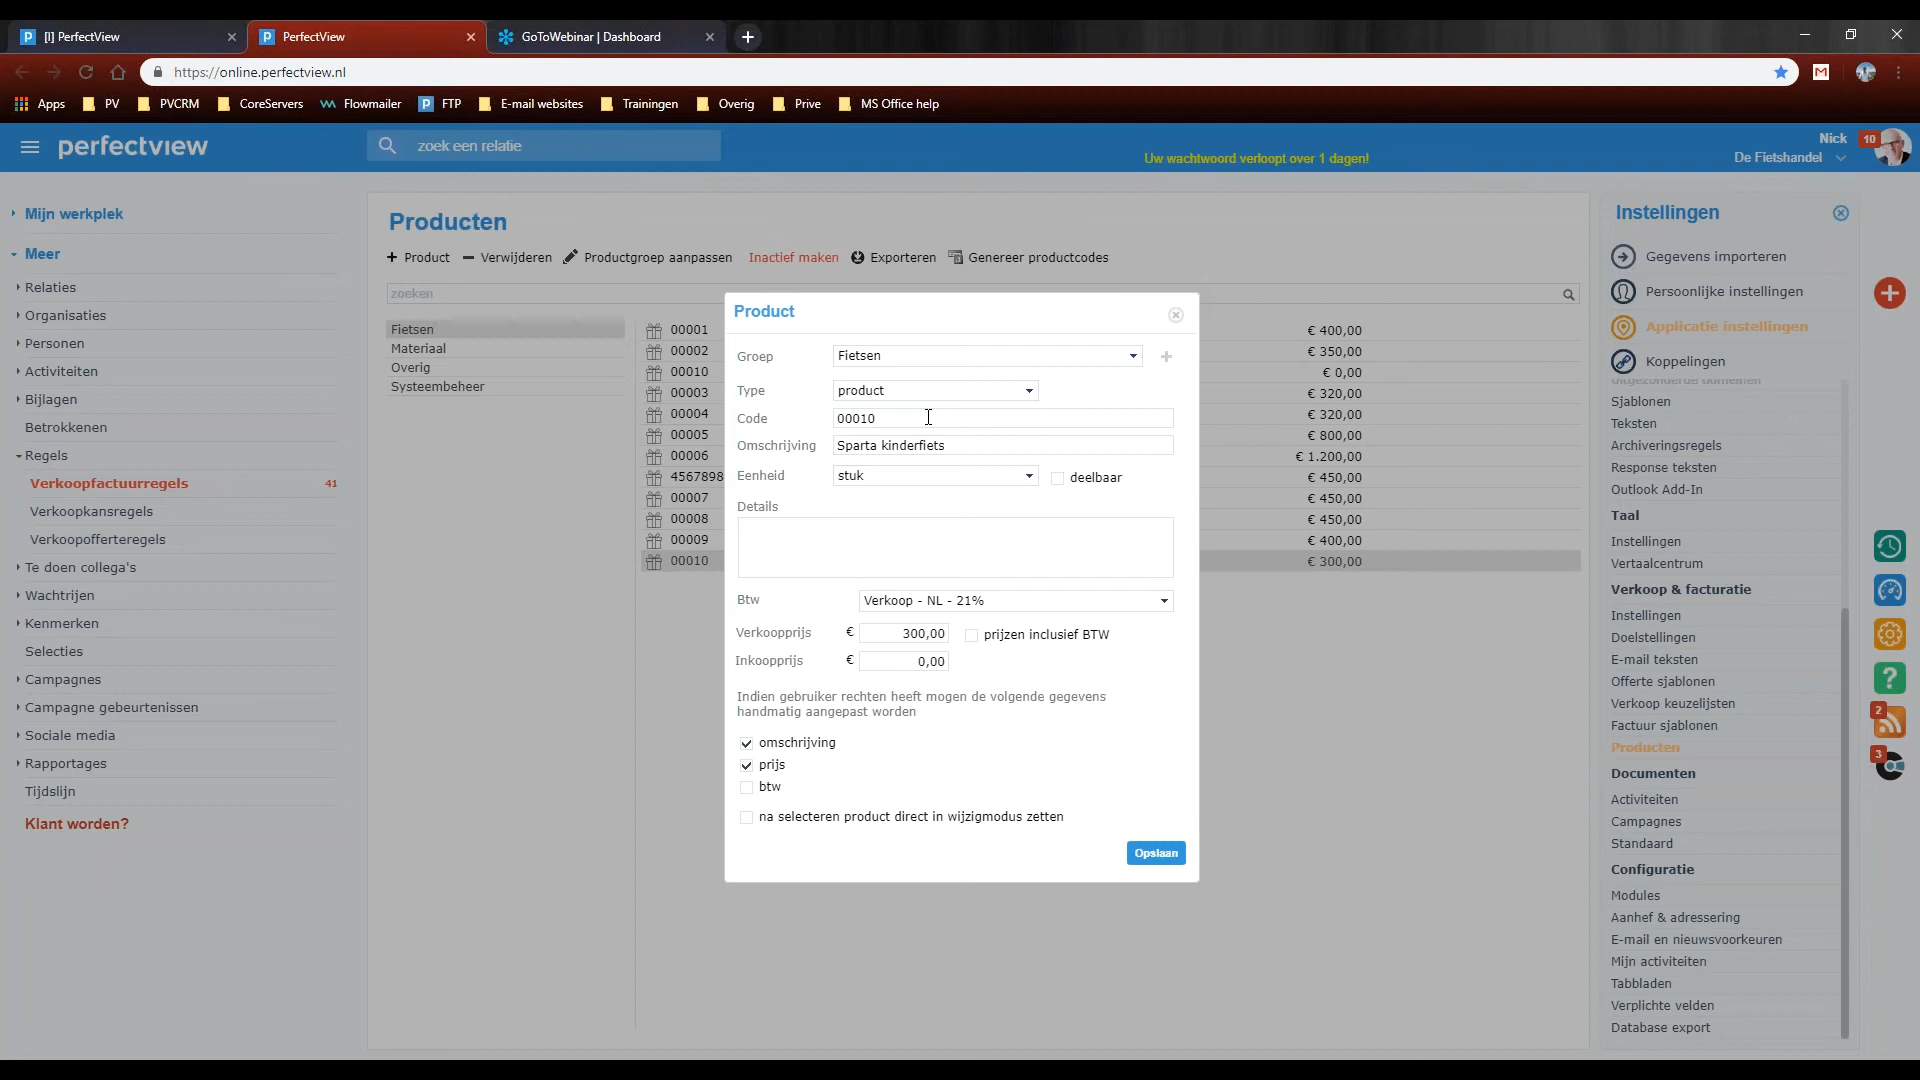 [I] PerfectView
PerfectView
GoToWebinar | Dashboard
https://online.perfectview.nl
Apps
PV
PVCRM
CoreServers
Flowmailer
FTP
E-mail websites
Trainingen
Overig
Prive
MS Office help
perfectview
zoek een relatie
Uw wachtwoord verloopt over 1 dagen!
Nick
De Fietshandel
10
Mijn werkplek
Meer
Relaties
Organisaties
Personen
Activiteiten
Bijlagen
Betrokkenen
Regels
Verkoopfactuurregels 41
Verkoopkansregels
Verkoopofferteregels
Te doen collega's
Wachtrijen
Kenmerken
Selecties
Campagnes
Campagne gebeurtenissen
Sociale media
Rapportages
Tijdslijn
Klant worden?
Producten
Product
Verwijderen
Productgroep aanpassen
Inactief maken
Exporteren
Genereer productcodes
zoeken
Fietsen
Materiaal
Overig
Systeembeheer
00001 € 400,00
00002 € 350,00
00010 € 0,00
00003 € 320,00
00004 € 320,00
00005 € 800,00
00006 € 1.200,00
4567898 € 450,00
00007 € 450,00
00008 € 450,00
00009 € 400,00
00010 € 300,00
Product
Groep Fietsen
Type product
Code 00010
Omschrijving Sparta kinderfiets
Eenheid stuk deelbaar
Details
Btw Verkoop - NL - 21%
Verkoopprijs € 300,00 prijzen inclusief BTW
Inkoopprijs € 0,00
Indien gebruiker rechten heeft mogen de volgende gegevens
handmatig aangepast worden
omschrijving
prijs
btw
na selecteren product direct in wijzigmodus zetten
Opslaan
Instellingen
Gegevens importeren
Persoonlijke instellingen
Applicatie instellingen
Koppelingen
Uitgezonderde domeinen
Sjablonen
Teksten
Archiveringsregels
Response teksten
Outlook Add-In
Taal
Instellingen
Vertaalcentrum
Verkoop & facturatie
Instellingen
Doelstellingen
E-mail teksten
Offerte sjablonen
Verkoop keuzelijsten
Factuur sjablonen
Producten
Documenten
Activiteiten
Campagnes
Standaard
Configuratie
Modules
Aanhef & adressering
E-mail en nieuwsvoorkeuren
Mijn activiteiten
Tabbladen
Verplichte velden
Database export
2
3